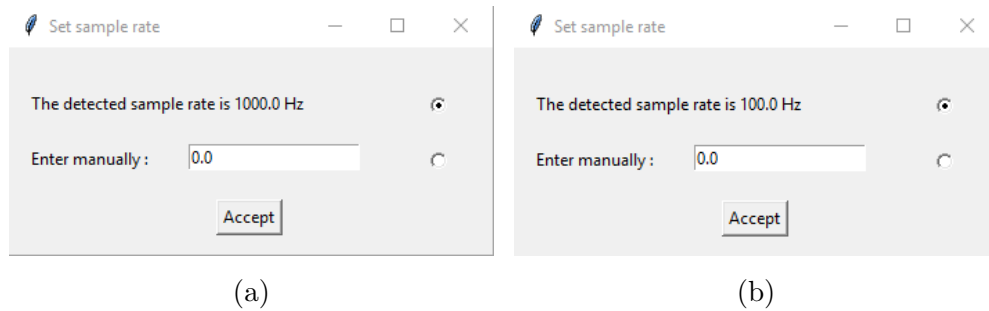 Set sample rate
The detected sample rate is 1000.0 Hz
Enter manually : 0.0
Accept
(a)
Set sample rate
The detected sample rate is 100.0 Hz
Enter manually : 0.0
Accept
(b)